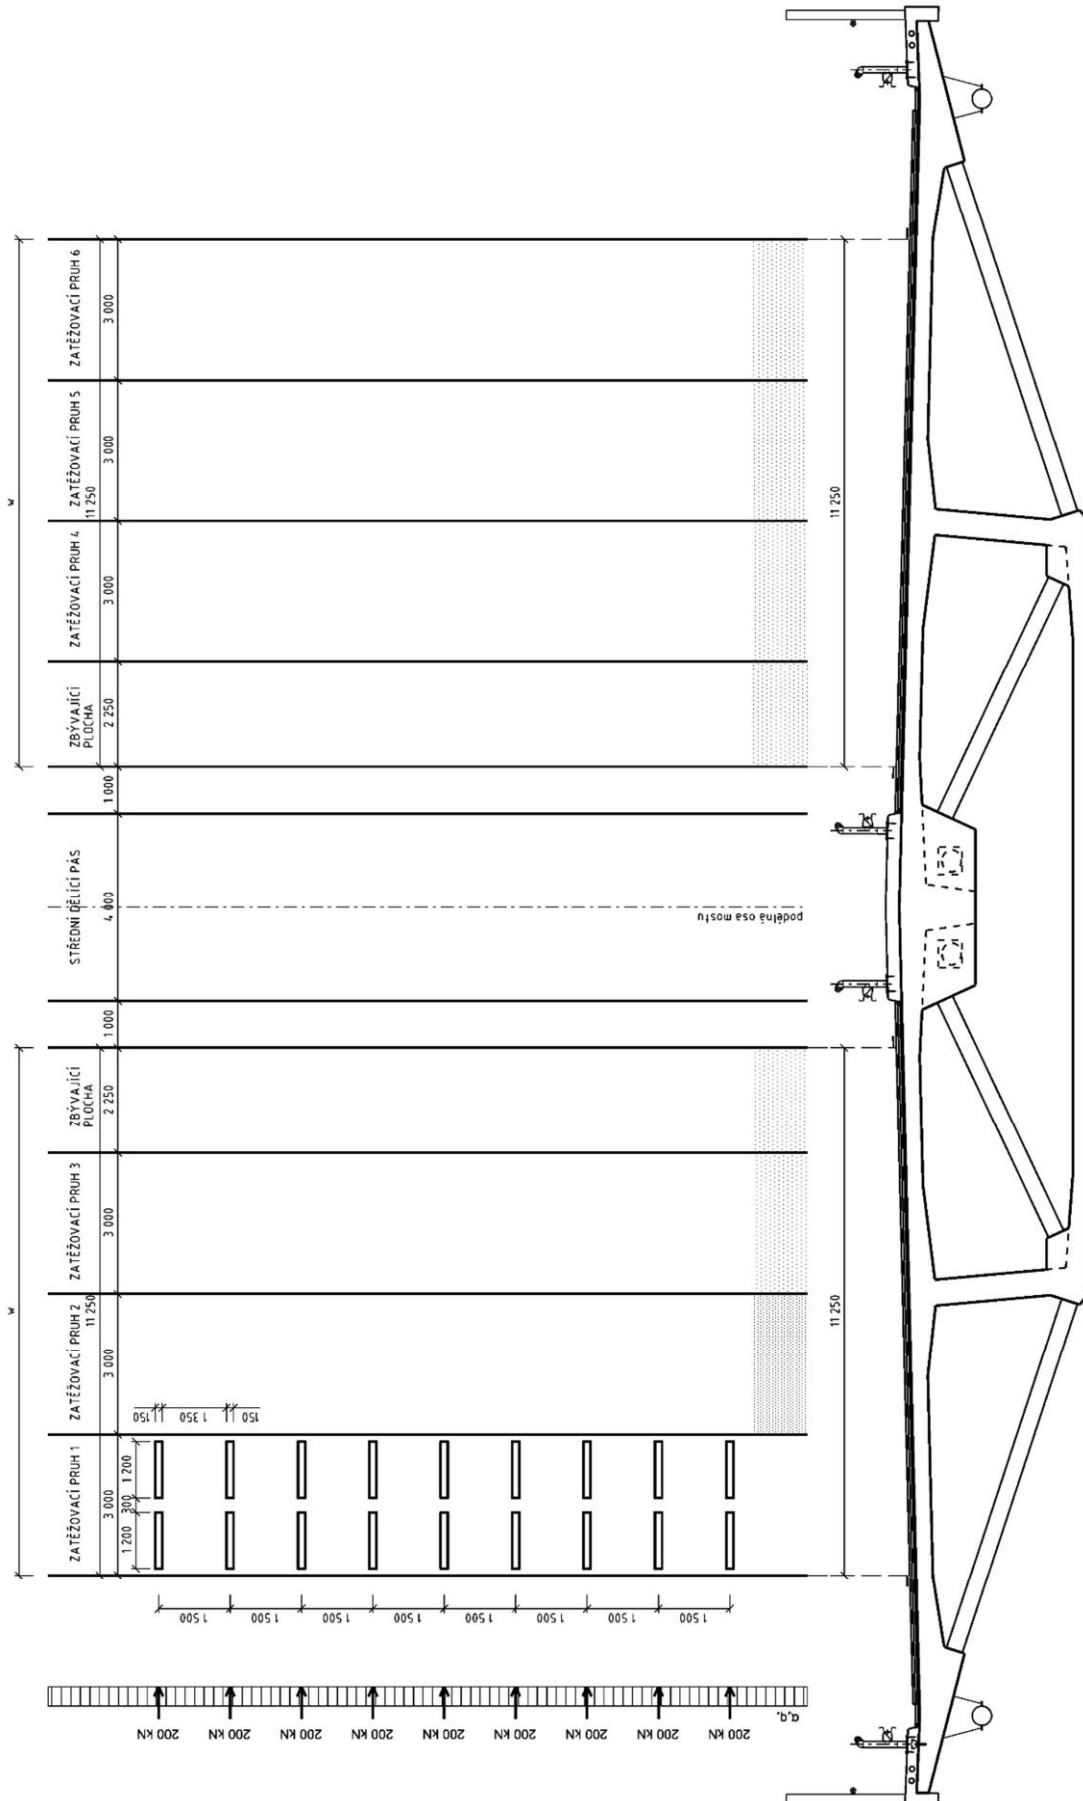 w
w
ZATĚŽOVACÍ PRUH 1
ZATĚŽOVACÍ PRUH 2
ZATĚŽOVACÍ PRUH 3
ZBÝVAJÍCÍ
PLOCHA
STŘEDNÍ DĚLÍCÍ PÁS
ZBÝVAJÍCÍ
PLOCHA
ZATĚŽOVACÍ PRUH 4
ZATĚŽOVACÍ PRUH 5
ZATĚŽOVACÍ PRUH 6
11 250
11 250
3 000
3 000
3 000
2 250
1 000
4 000
1 000
2 250
3 000
3 000
3 000
1 200
300
1 200
150
1 350
150
1 500
1 500
1 500
1 500
1 500
1 500
1 500
1 500
200 kN
200 kN
200 kN
200 kN
200 kN
200 kN
200 kN
200 kN
200 kN
podélná osa mostu
11 250
11 250